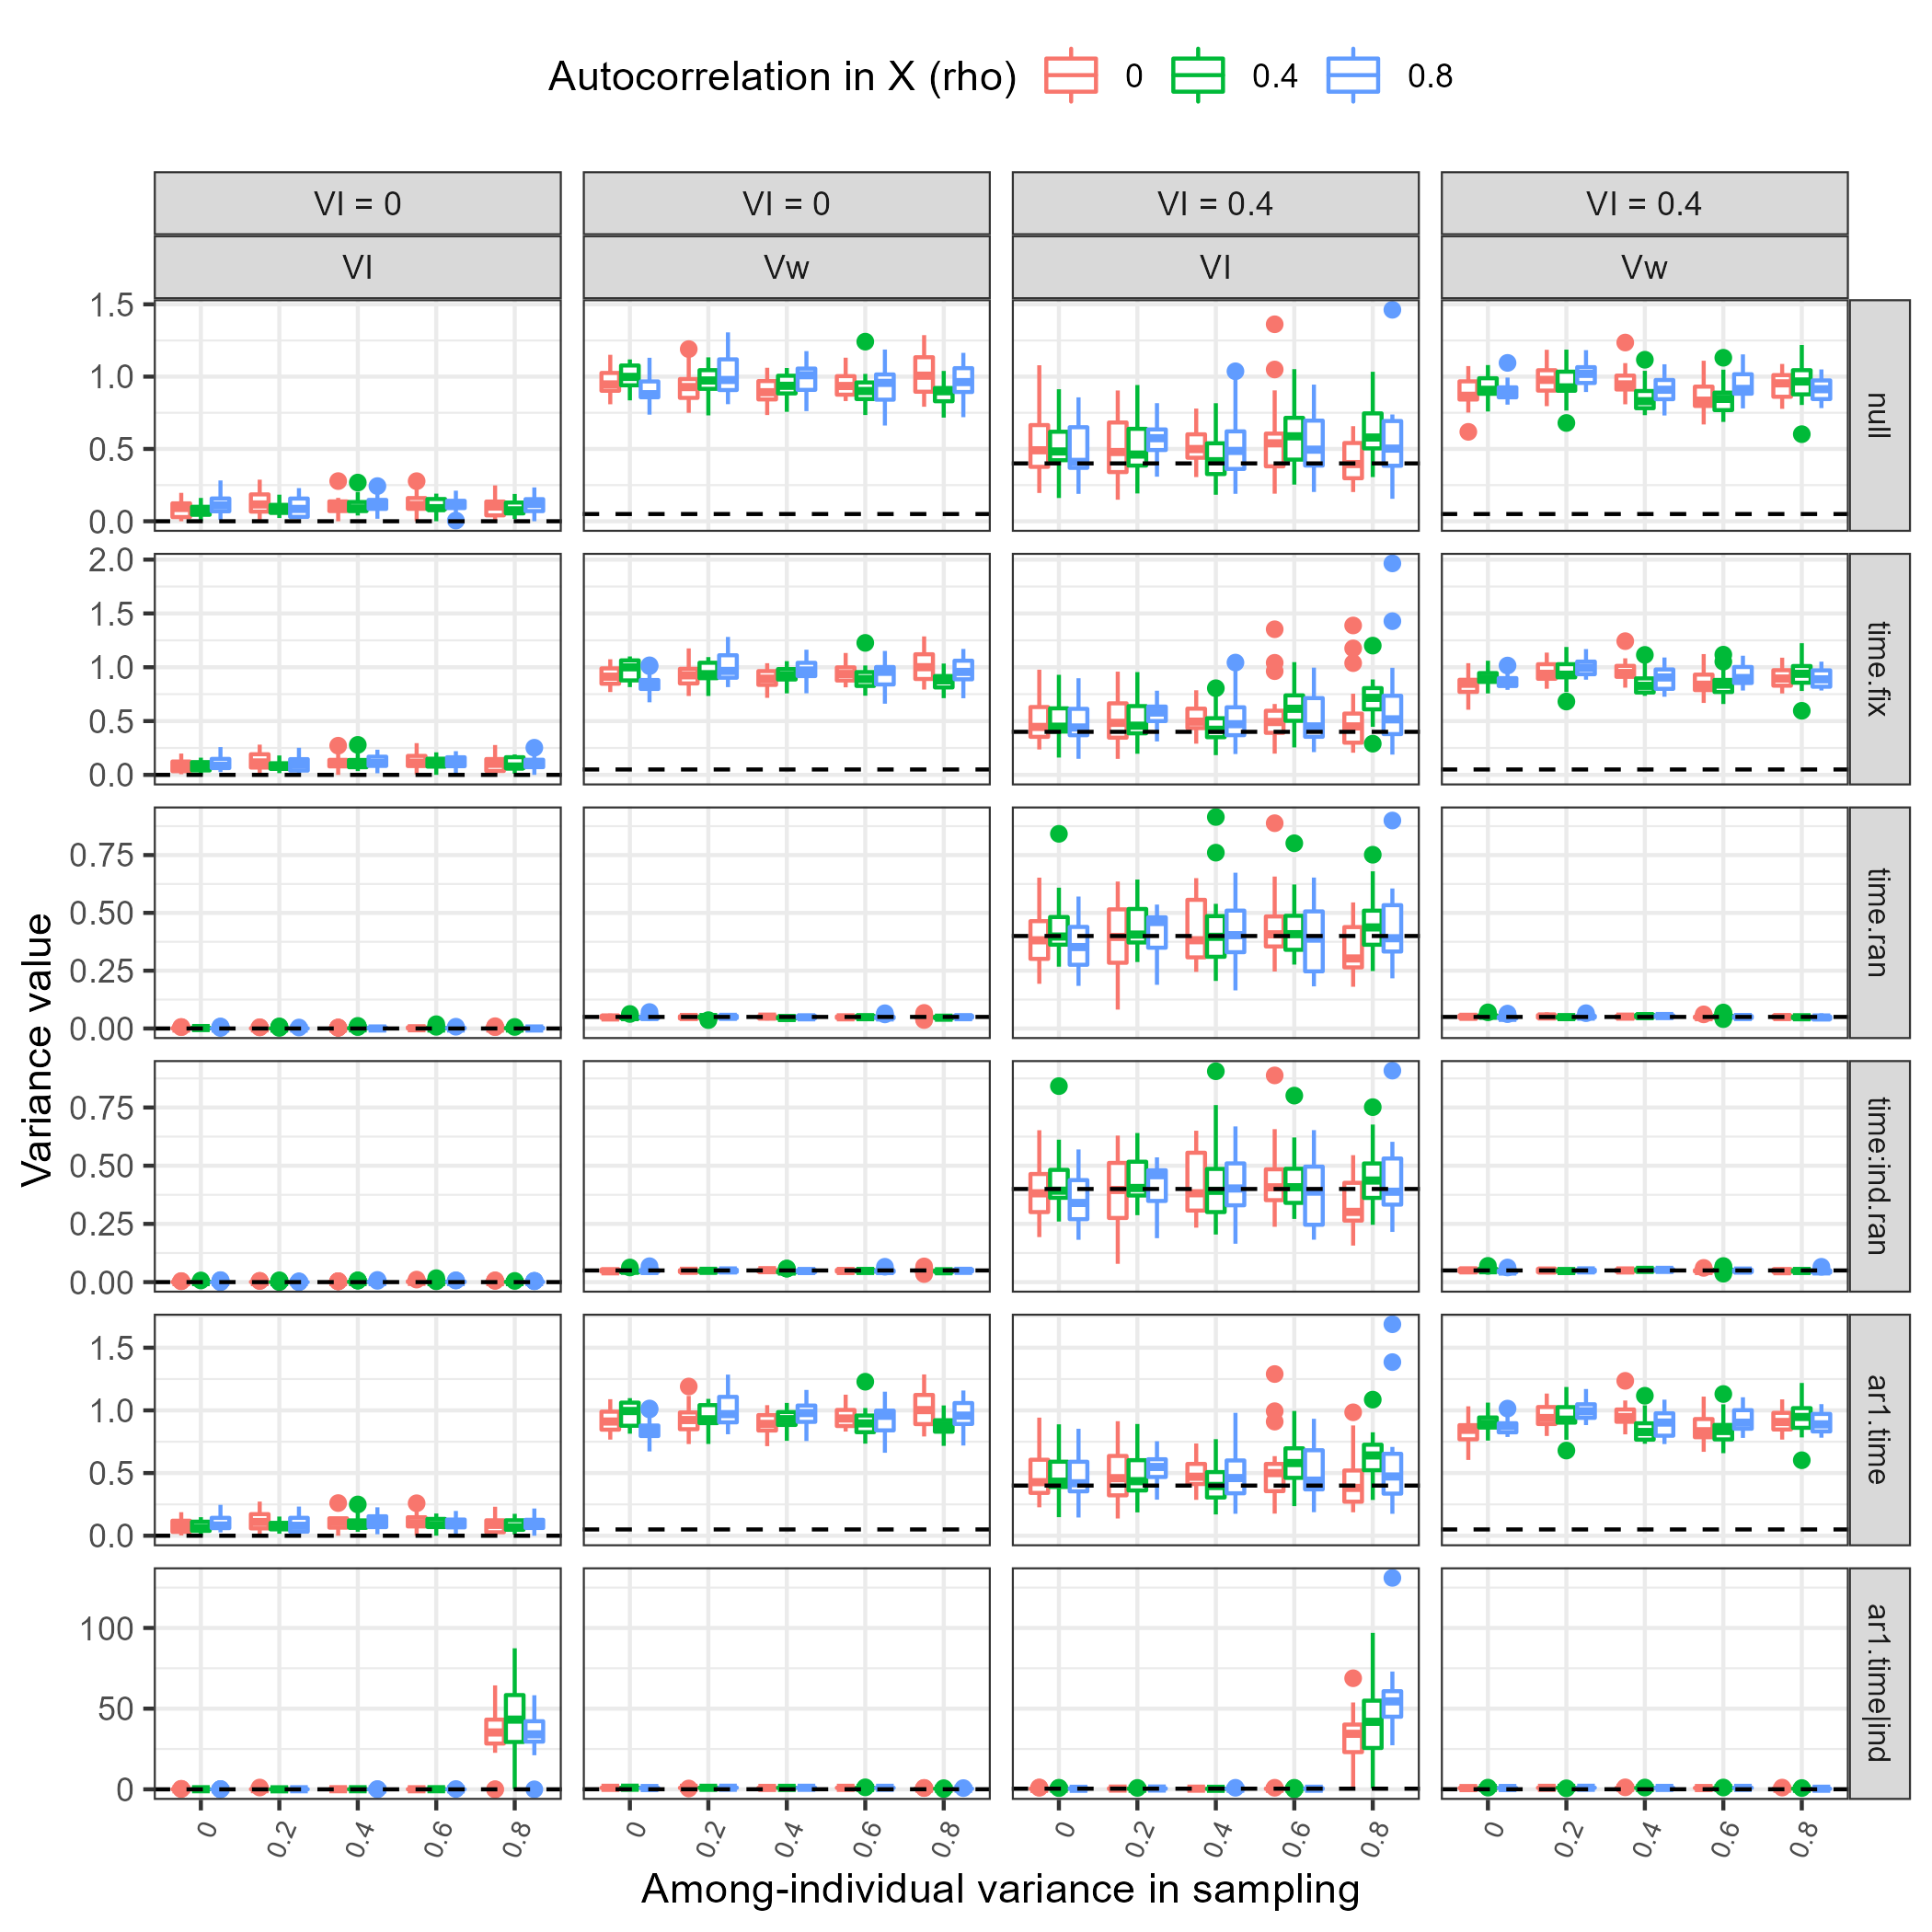 Autocorrelation in X (rho) 0 0.4 0.8
VI = 0 VI = 0 VI = 0.4 VI = 0.4
VI Vw VI Vw
1.5
1.0
0.5
0.0
null
2.0
1.5
1.0
0.5
0.0
time.fix
0.75
0.50
0.25
0.00
time.ran
0.75
0.50
0.25
0.00
time:ind.ran
1.5
1.0
0.5
0.0
ar1.time
100
50
0
ar1.time|ind
Variance value
0 0.2 0.4 0.6 0.8 0 0.2 0.4 0.6 0.8 0 0.2 0.4 0.6 0.8 0 0.2 0.4 0.6 0.8
Among-individual variance in sampling